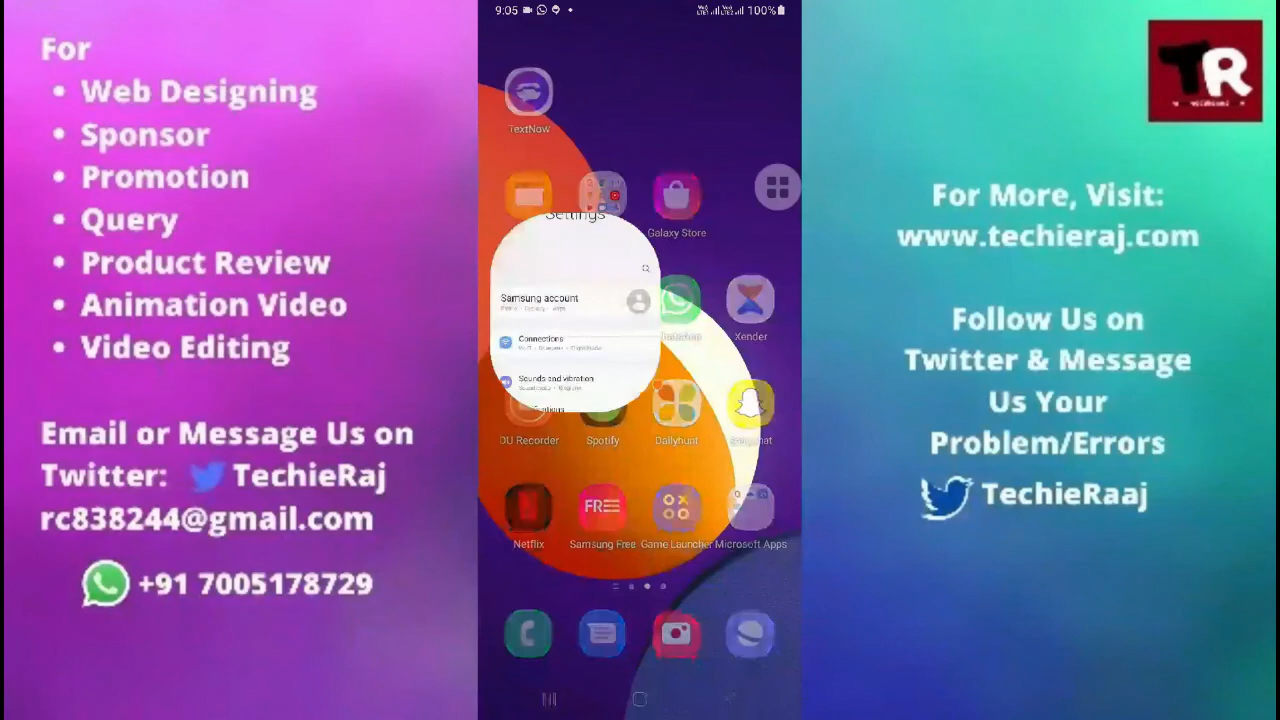 For
• Web Designing
• Sponsor
• Promotion
• Query
• Product Review
• Animation Video
• Video Editing
Email or Message Us on
Twitter: TechieRaj
rc838244@gmail.com
+91 7005178729
9:05
100%
TextNow
Settings
Galaxy Store
Samsung account
Connections
Xender
Sounds and vibration
DU Recorder
Spotify
Dailyhunt
Netflix
Samsung Free
Game Launcher
Microsoft Apps
FREE
TR
For More, Visit:
www.techieraj.com
Follow Us on
Twitter & Message
Us Your
Problem/Errors
TechieRaaj